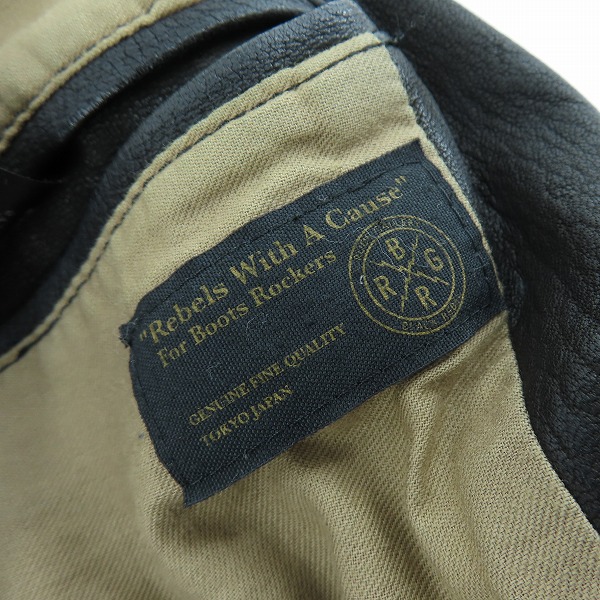 "Rebels With A Cause"
For Boots Rockers
GENUINE FINE QUALITY
TOKYO JAPAN
B
R G
R